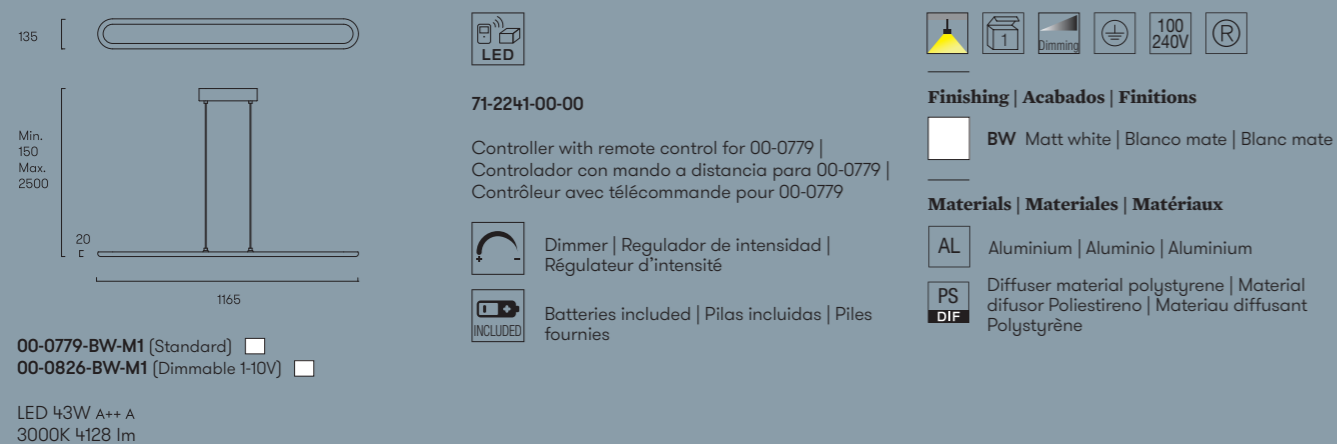 135
Min.
150
Max.
2500
20
1165
00-0779-BW-M1 (Standard)
00-0826-BW-M1 (Dimmable 1-10V)
LED 43W A++ A
3000K 4128 lm
LED
71-2241-00-00
Controller with remote control for 00-0779 |
Controlador con mando a distancia para 00-0779 |
Contrôleur avec télécommande pour 00-0779
- +
Dimmer | Regulador de intensidad |
Régulateur d'intensité
INCLUDED
Batteries included | Pilas incluidas | Piles
fournies
1
Dimming
100
240V
R
Finishing | Acabados | Finitions
BW Matt white | Blanco mate | Blanc mate
Materials | Materiales | Matériaux
AL
Aluminium | Aluminio | Aluminium
PS
DIF
Diffuser material polystyrene | Material
difusor Poliestireno | Materiau diffusant
Polystyrène